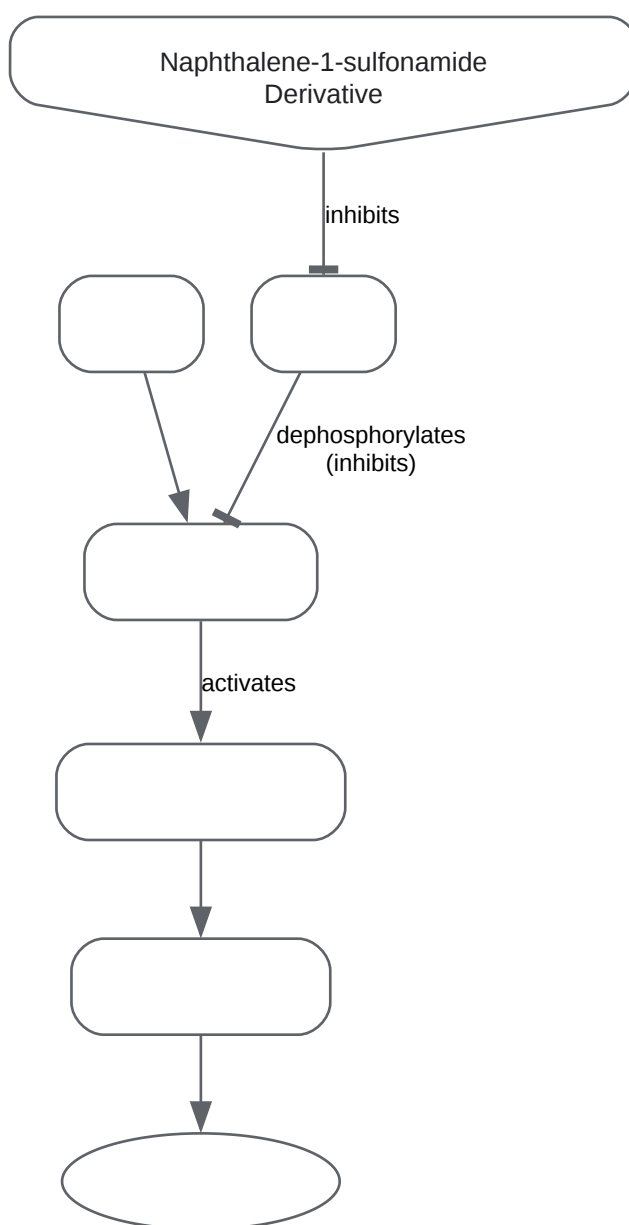 Naphthalene-1-sulfonamide
Derivative
inhibits
dephosphorylates
(inhibits)
activates